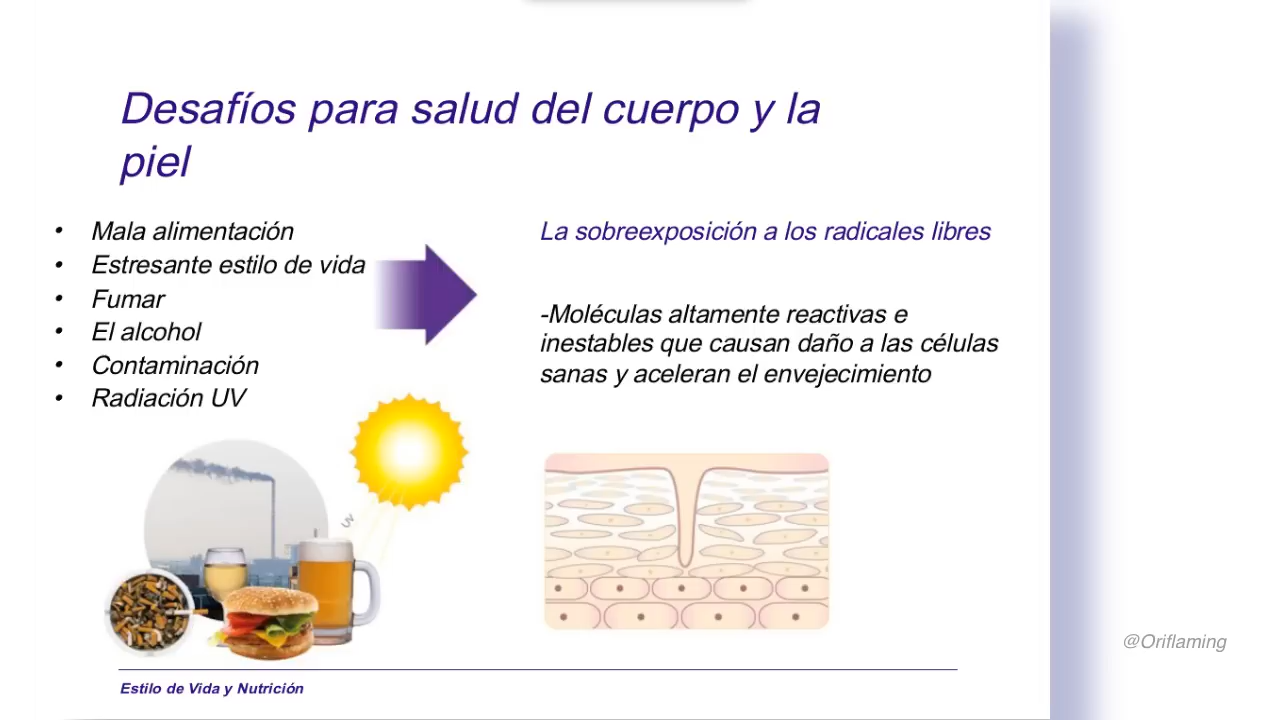 Desafíos para salud del cuerpo y la
piel
• Mala alimentación
• Estresante estilo de vida
• Fumar
• El alcohol
• Contaminación
• Radiación UV
La sobreexposición a los radicales libres
-Moléculas altamente reactivas e
inestables que causan daño a las células
sanas y aceleran el envejecimiento
UV
Estilo de Vida y Nutrición
@Oriflaming